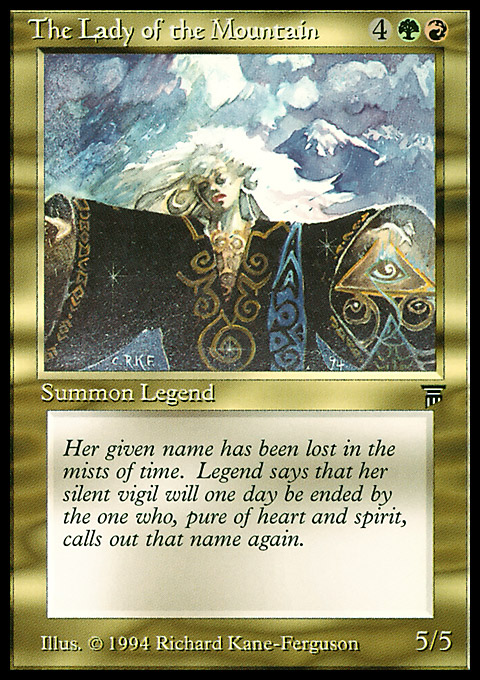 The Lady of the Mountain 4
C. RKF. 94
Summon Legend
Her given name has been lost in the
mists of time. Legend says that her
silent vigil will one day be ended by
the one who, pure of heart and spirit,
calls out that name again.
Illus. © 1994 Richard Kane-Ferguson 5/5